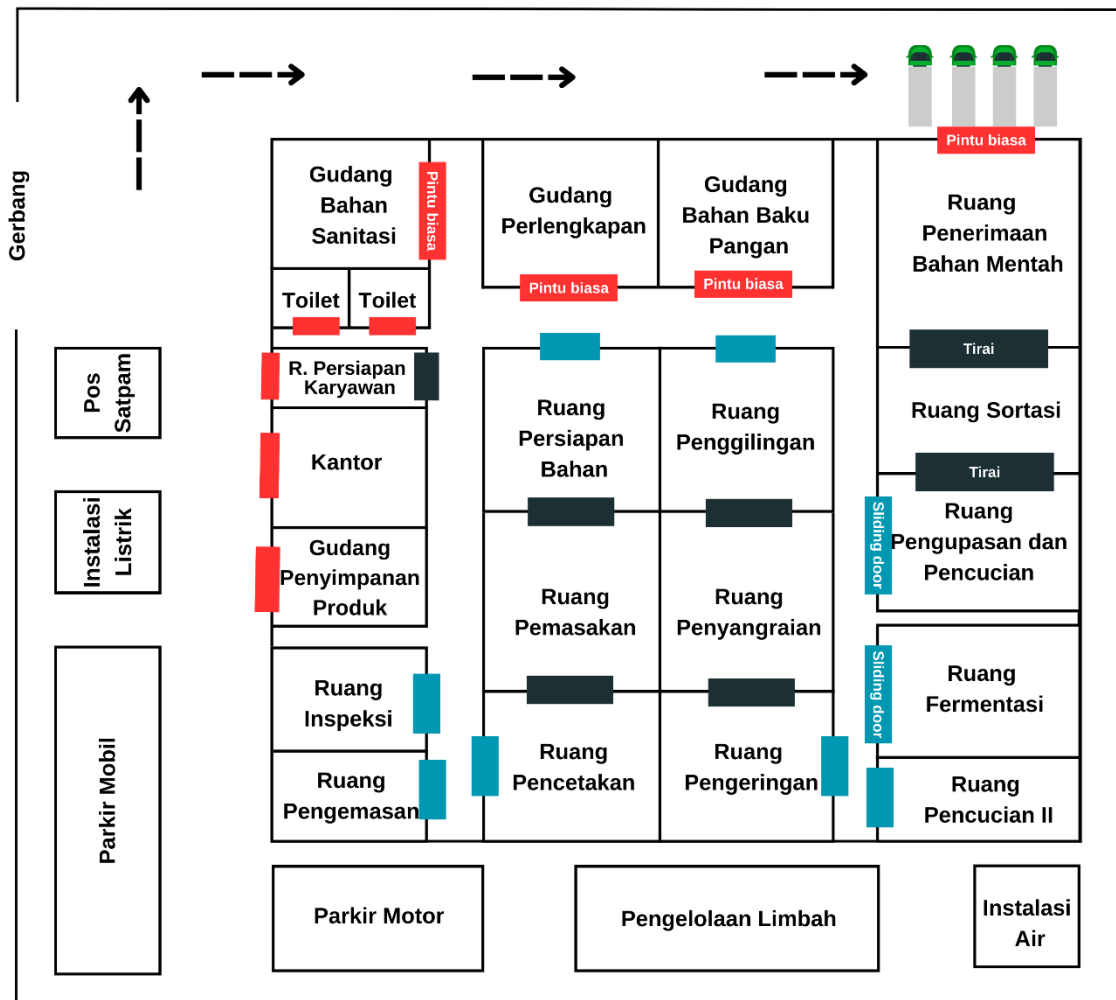 Gerbang
Pintu biasa
Gudang
Bahan
Sanitasi
Pintu biasa
Gudang
Perlengkapan
Pintu biasa
Gudang
Bahan Baku
Pangan
Pintu biasa
Ruang
Penerimaan
Bahan Mentah
Toilet
Toilet
Pos
Satpam
R. Persiapan
Karyawan
Tirai
Ruang
Persiapan
Bahan
Ruang
Penggilingan
Ruang Sortasi
Kantor
Tirai
Instalasi
Listrik
Sliding door
Ruang
Pengupasan dan
Pencucian
Gudang
Penyimpanan
Produk
Ruang
Pemasakan
Ruang
Penyangraian
Ruang
Inspeksi
Sliding door
Ruang
Fermentasi
Parkir Mobil
Ruang
Pengemasan
Ruang
Pencetakan
Ruang
Pengeringan
Ruang
Pencucian II
Parkir Motor
Pengelolaan Limbah
Instalasi
Air